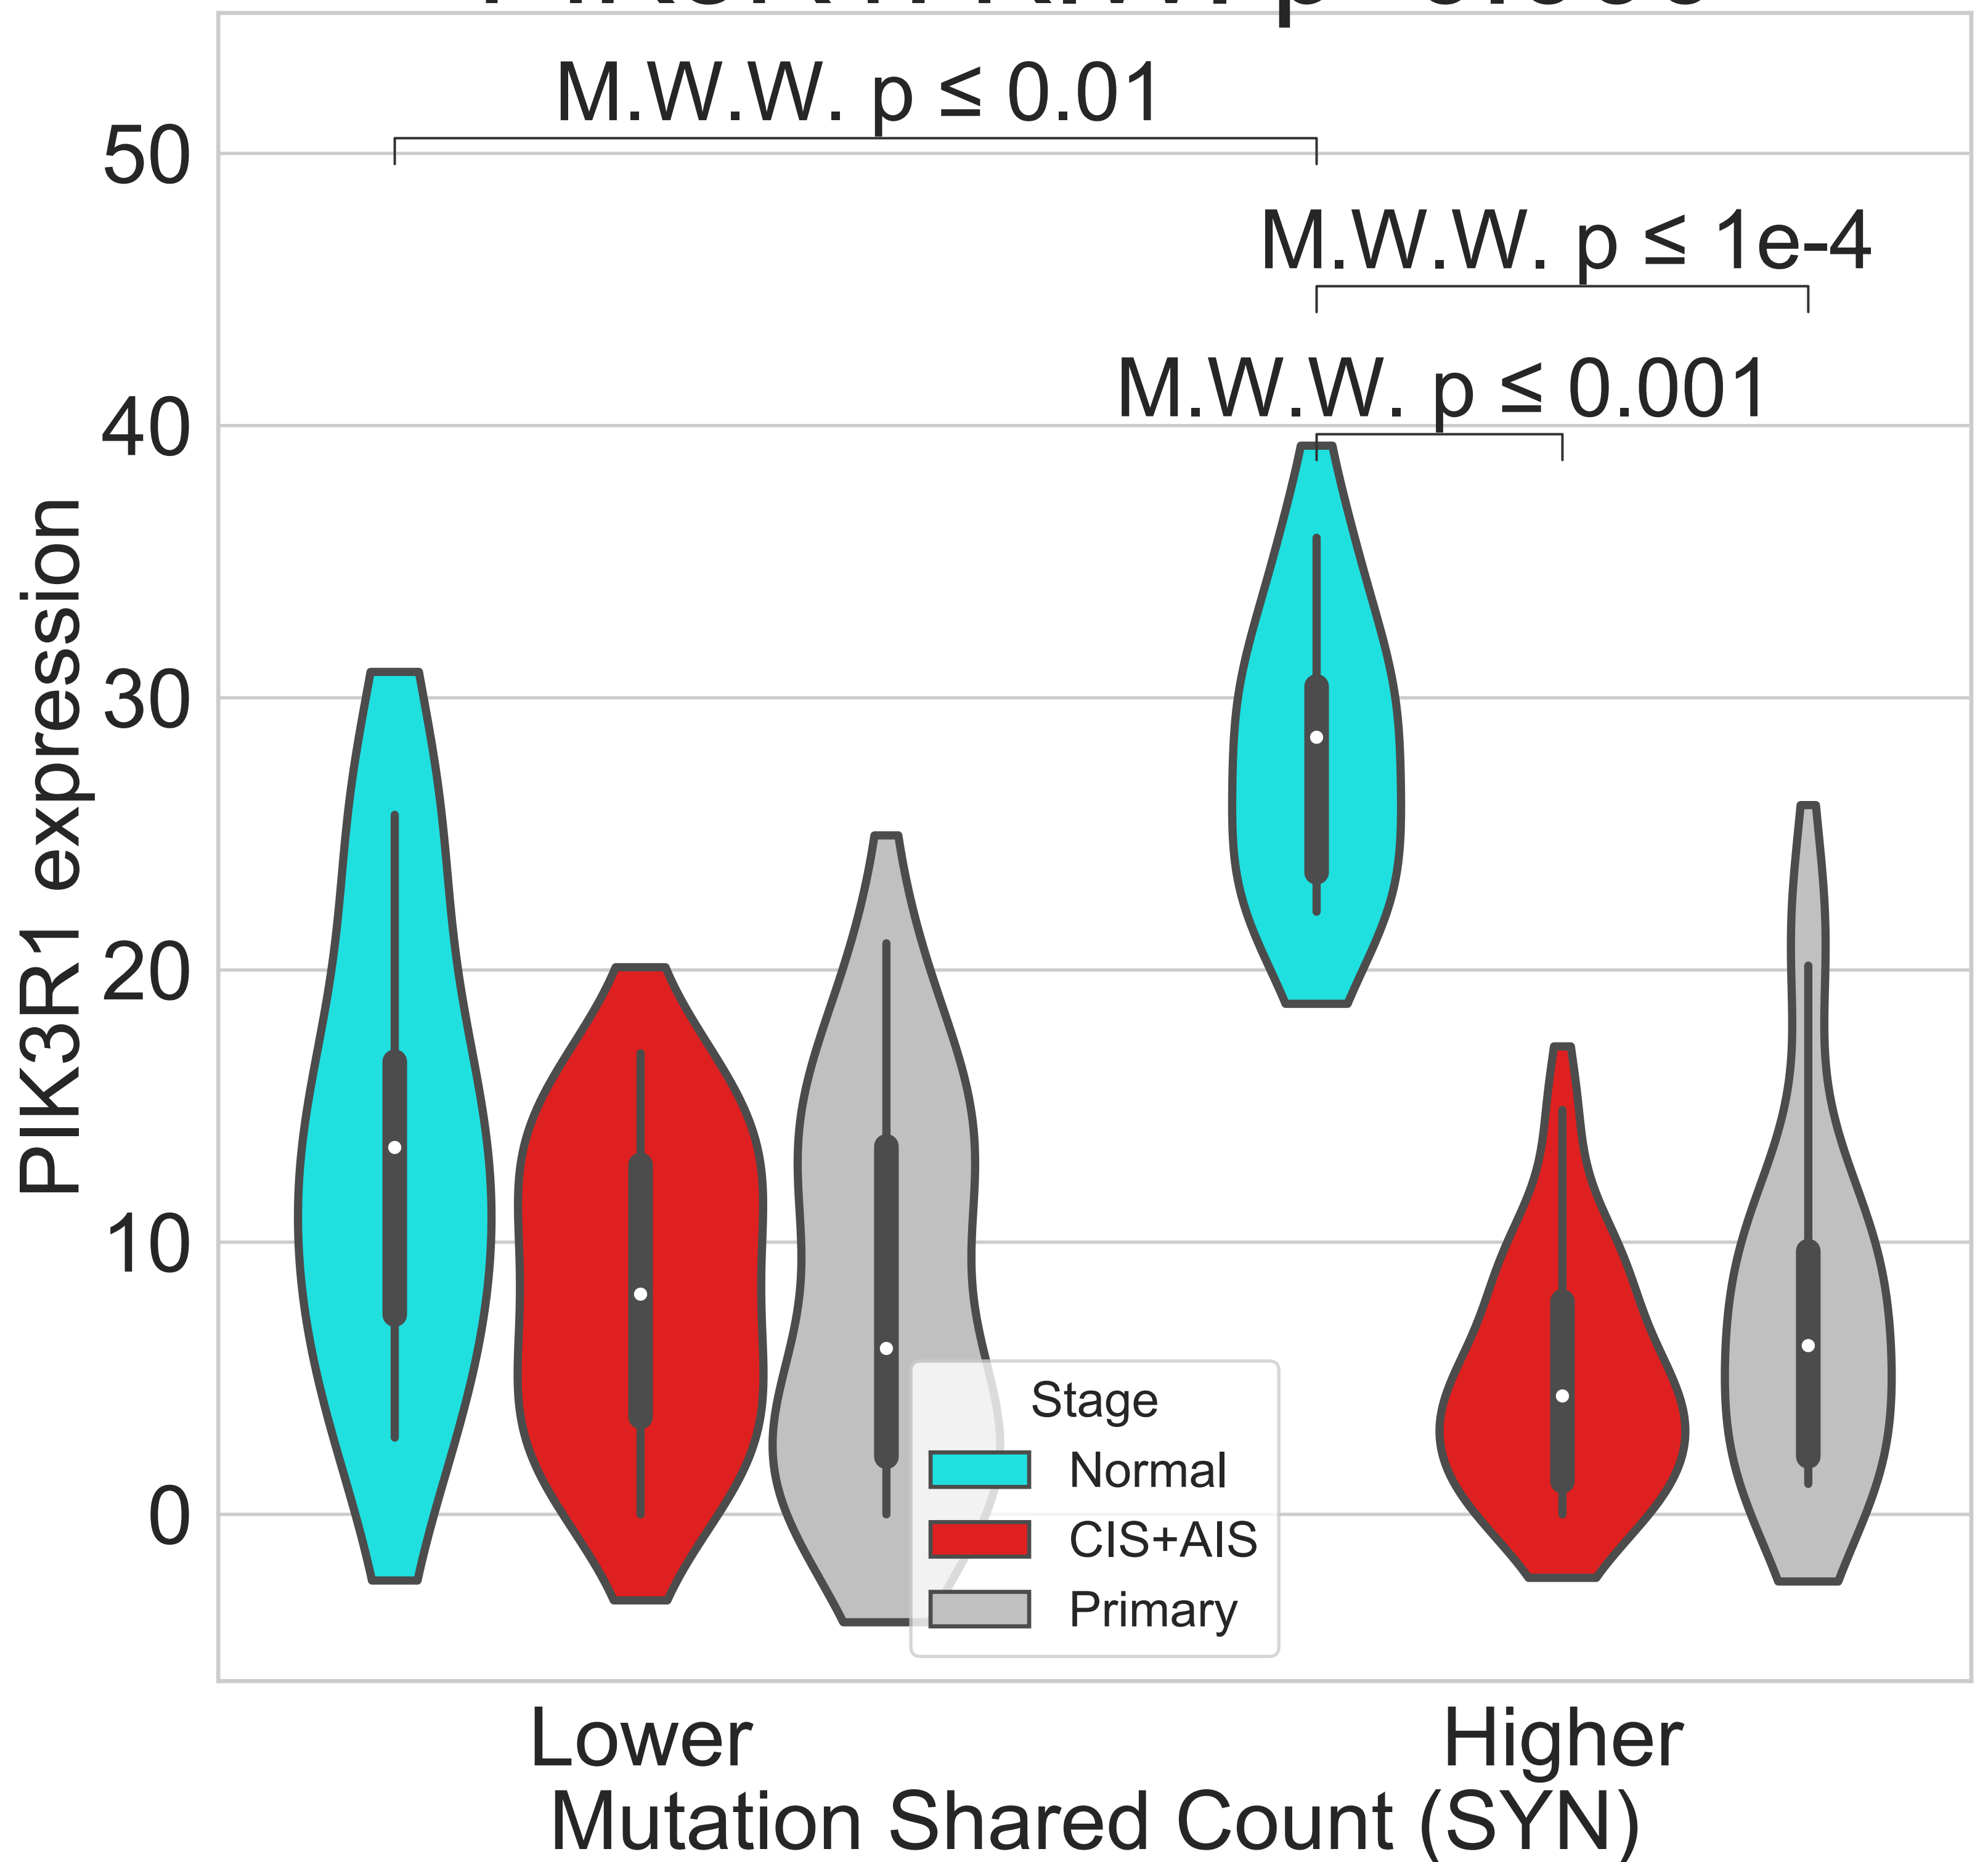 M.W.W. p ≤ 0.01
50
M.W.W. p ≤ 1e-4
M.W.W. p ≤ 0.001
40
30
20
10
0
PIK3R1 expression
Stage
Normal
CIS+AIS
Primary
Lower
Higher
Mutation Shared Count (SYN)